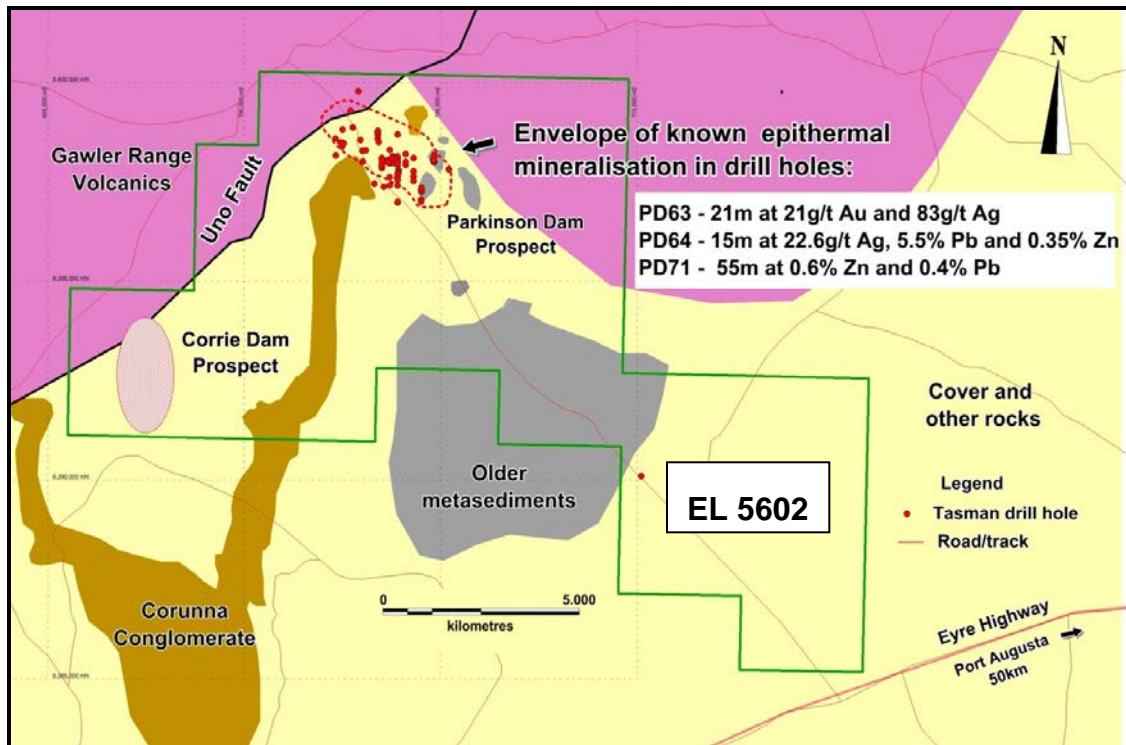 N
Envelope of known epithermal
mineralisation in drill holes:
Gawler Range
Volcanics
Uno Fault
Parkinson Dam
Prospect
PD63 - 21m at 21g/t Au and 83g/t Ag
PD64 - 15m at 22.6g/t Ag, 5.5% Pb and 0.35% Zn
PD71 - 55m at 0.6% Zn and 0.4% Pb
Corrie Dam
Prospect
Cover and
other rocks
Older
metasediments
EL 5602
Legend
Tasman drill hole
Road/track
0
5.000
kilometres
Corunna
Conglomerate
Eyre Highway
Port Augusta
50km